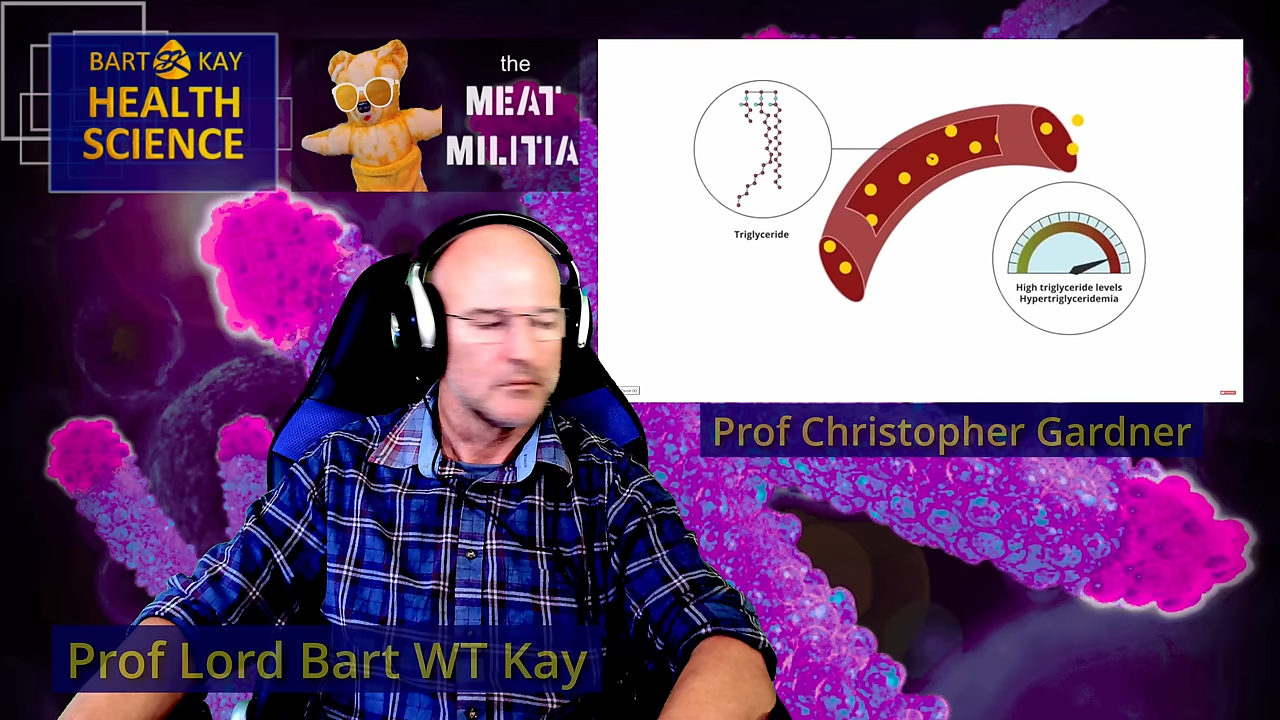 BART KAY
HEALTH
SCIENCE
the
MEAT
MILITIA
Triglyceride
High triglyceride levels
Hypertriglyceridemia
Prof Christopher Gardner
Prof Lord Bart WT Kay